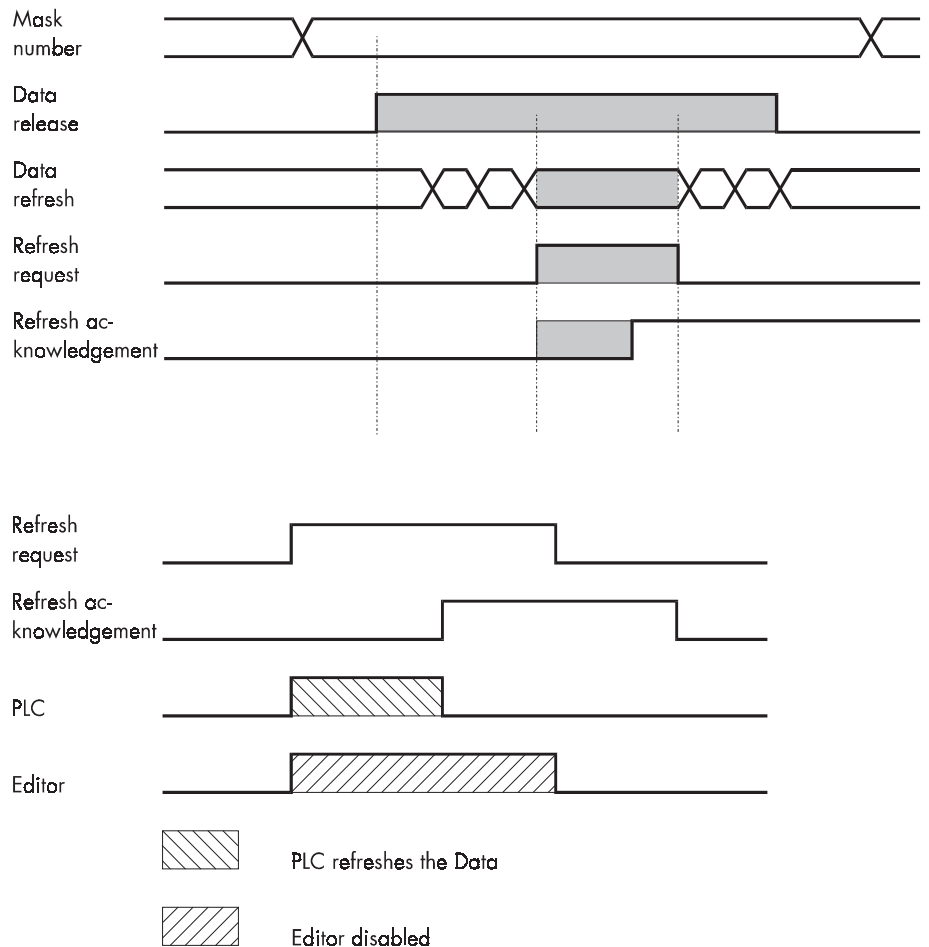 Mask
number
Data
release
Data
refresh
Refresh
request
Refresh ac-
knowledgement
Refresh
request
Refresh ac-
knowledgement
PLC
Editor
PLC refreshes the Data
Editor disabled